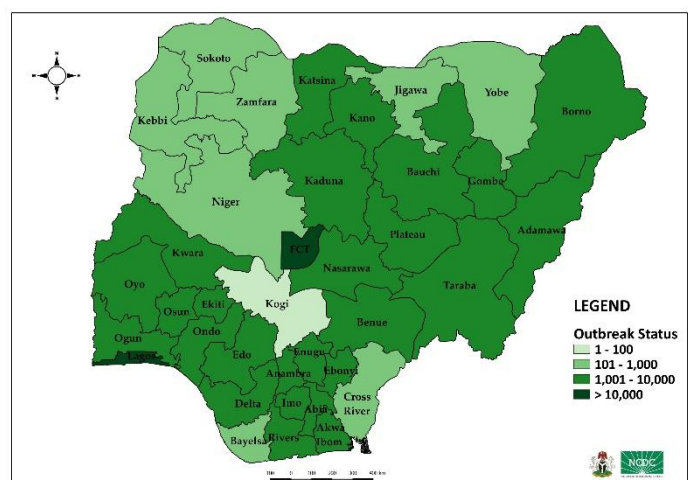 Sokoto
Katsina
Zamfara
Kebbi
Jigawa
Yobe
Borno
Kano
Bauchi
Gombe
Kaduna
Niger
Adamawa
Plateau
FCT
Nasarawa
Taraba
Kwara
Oyo
Kogi
Benue
Osun
Ekiti
Ondo
Ogun
Lagos
Edo
Enugu
Ebonyi
Anambra
Cross
River
Delta
Imo
Abia
Akwa
Ibom
Rivers
Bayelsa
LEGEND
Outbreak Status
1 - 100
101 - 1,000
1,001 - 10,000
> 10,000
NCDC